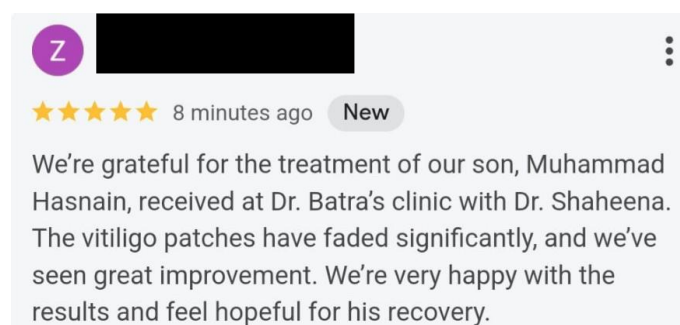 Z
8 minutes ago New
We’re grateful for the treatment of our son, Muhammad
Hasnain, received at Dr. Batra’s clinic with Dr. Shaheena.
The vitiligo patches have faded significantly, and we’ve
seen great improvement. We’re very happy with the
results and feel hopeful for his recovery.